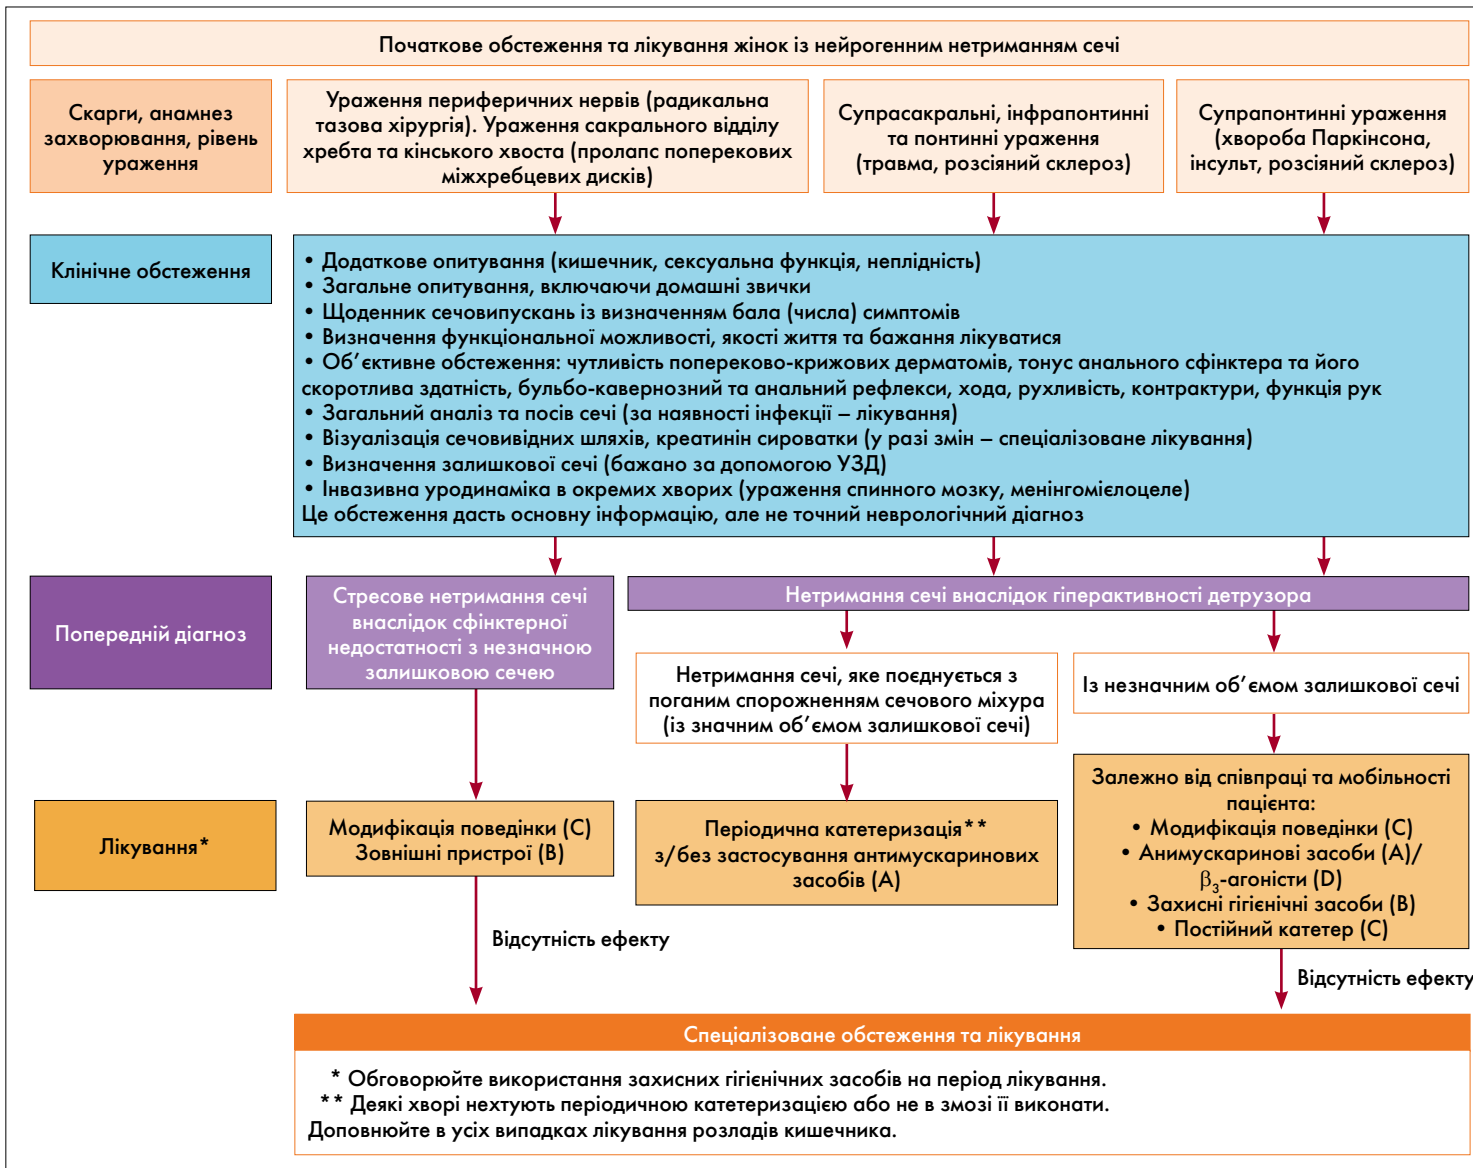 Початкове обстеження та лікування жінок із нейрогенним нетриманням сечі
Скарги, анамнез
захворювання, рівень
ураження
Ураження периферичних нервів (радикальна
тазова хірургія). Ураження сакрального відділу
хребта та кінського хвоста (пролапс поперекових
міжхребцевих дисків)
Супрасакральні, інфрапонтинні
та понтинні ураження
(травма, розсіяний склероз)
Супрапонтинні ураження
(хвороба Паркінсона,
інсульт, розсіяний склероз)
Клінічне обстеження
• Додаткове опитування (кишечник, сексуальна функція, неплідність)
• Загальне опитування, включаючи домашні звички
• Щоденник сечовипускань із визначенням бала (числа) симптомів
• Визначення функціональної можливості, якості життя та бажання лікуватися
• Об’єктивне обстеження: чутливість попереково-крижових дерматомів, тонус анального сфінктера та його
скоротлива здатність, бульбо-кавернозний та анальний рефлекси, хода, рухливість, контрактури, функція рук
• Загальний аналіз та посів сечі (за наявності інфекції – лікування)
• Візуалізація сечовивідних шляхів, креатинін сироватки (у разі змін – спеціалізоване лікування)
• Визначення залишкової сечі (бажано за допомогою УЗД)
• Інвазивна уродинаміка в окремих хворих (ураження спинного мозку, менінгомієлоцеле)
Це обстеження дасть основну інформацію, але не точний неврологічний діагноз
Попередній діагноз
Стресове нетримання сечі
внаслідок сфінктерної
недостатності з незначною
залишковою сечею
Нетримання сечі внаслідок гіперактивності детрузора
Нетримання сечі, яке поєднується з
поганим спорожненням сечового міхура
(із значним об’ємом залишкової сечі)
Із незначним об’ємом залишкової сечі
Лікування*
Модифікація поведінки (С)
Зовнішні пристрої (В)
Періодична катетеризація**
з/без застосування антимускаринових
засобів (А)
Залежно від співпраці та мобільності
пацієнта:
• Модифікація поведінки (С)
• Анимускаринові засоби (А)/
β₃-агоністи (D)
• Захисні гігієнічні засоби (В)
• Постійний катетер (С)
Відсутність ефекту
Відсутність ефекту
Спеціалізоване обстеження та лікування
* Обговорюйте використання захисних гігієнічних засобів на період лікування.
** Деякі хворі нехтують періодичною катетеризацією або не в змозі її виконати.
Доповнюйте в усіх випадках лікування розладів кишечника.